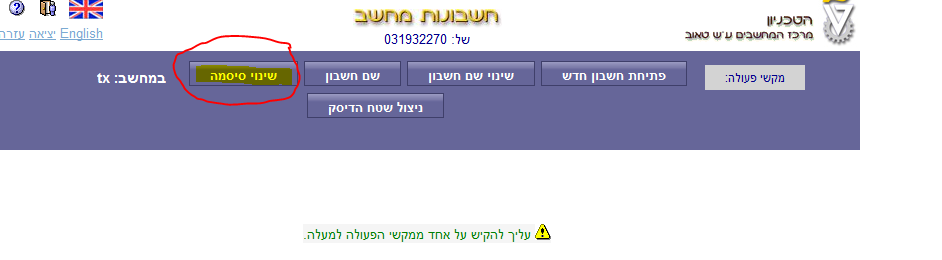 הטכניון
מרכז המחשבים ע״ש טאוב
חשבונות מחשב
של: 031932270
English יציאה עזרה
מקשי פעולה:
פתיחת חשבון חדש
שינוי שם חשבון
שם חשבון
שינוי סיסמה
במחשב: tx
ניצול שטח הדיסק
עליך להקיש על אחד ממקשי הפעולה למעלה.